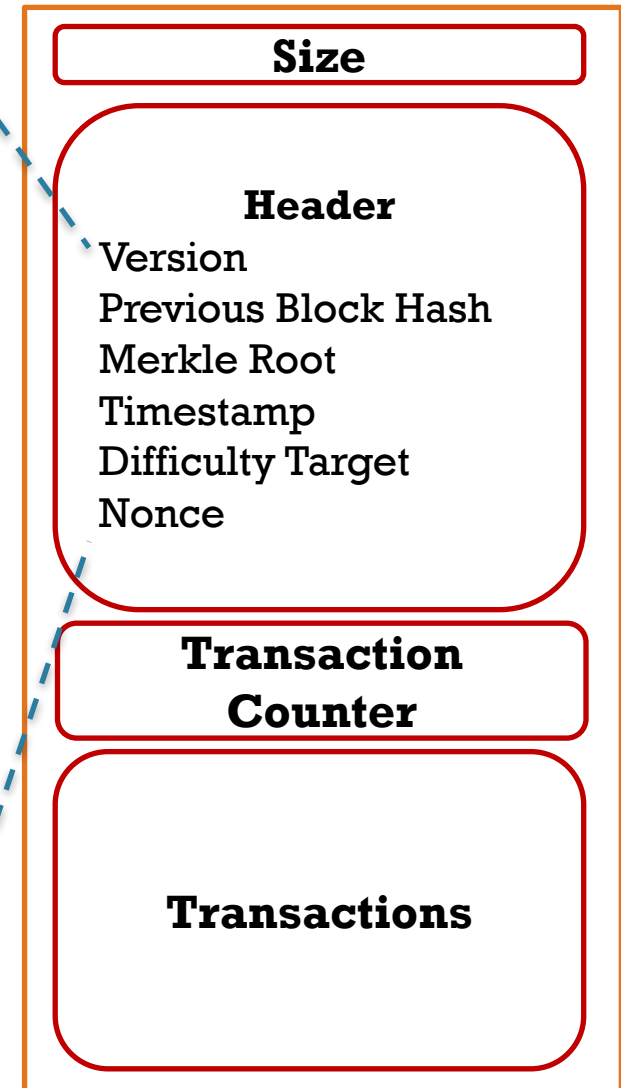 Size
Header
Version
Previous Block Hash
Merkle Root
Timestamp
Difficulty Target
Nonce
Transaction
Counter
Transactions